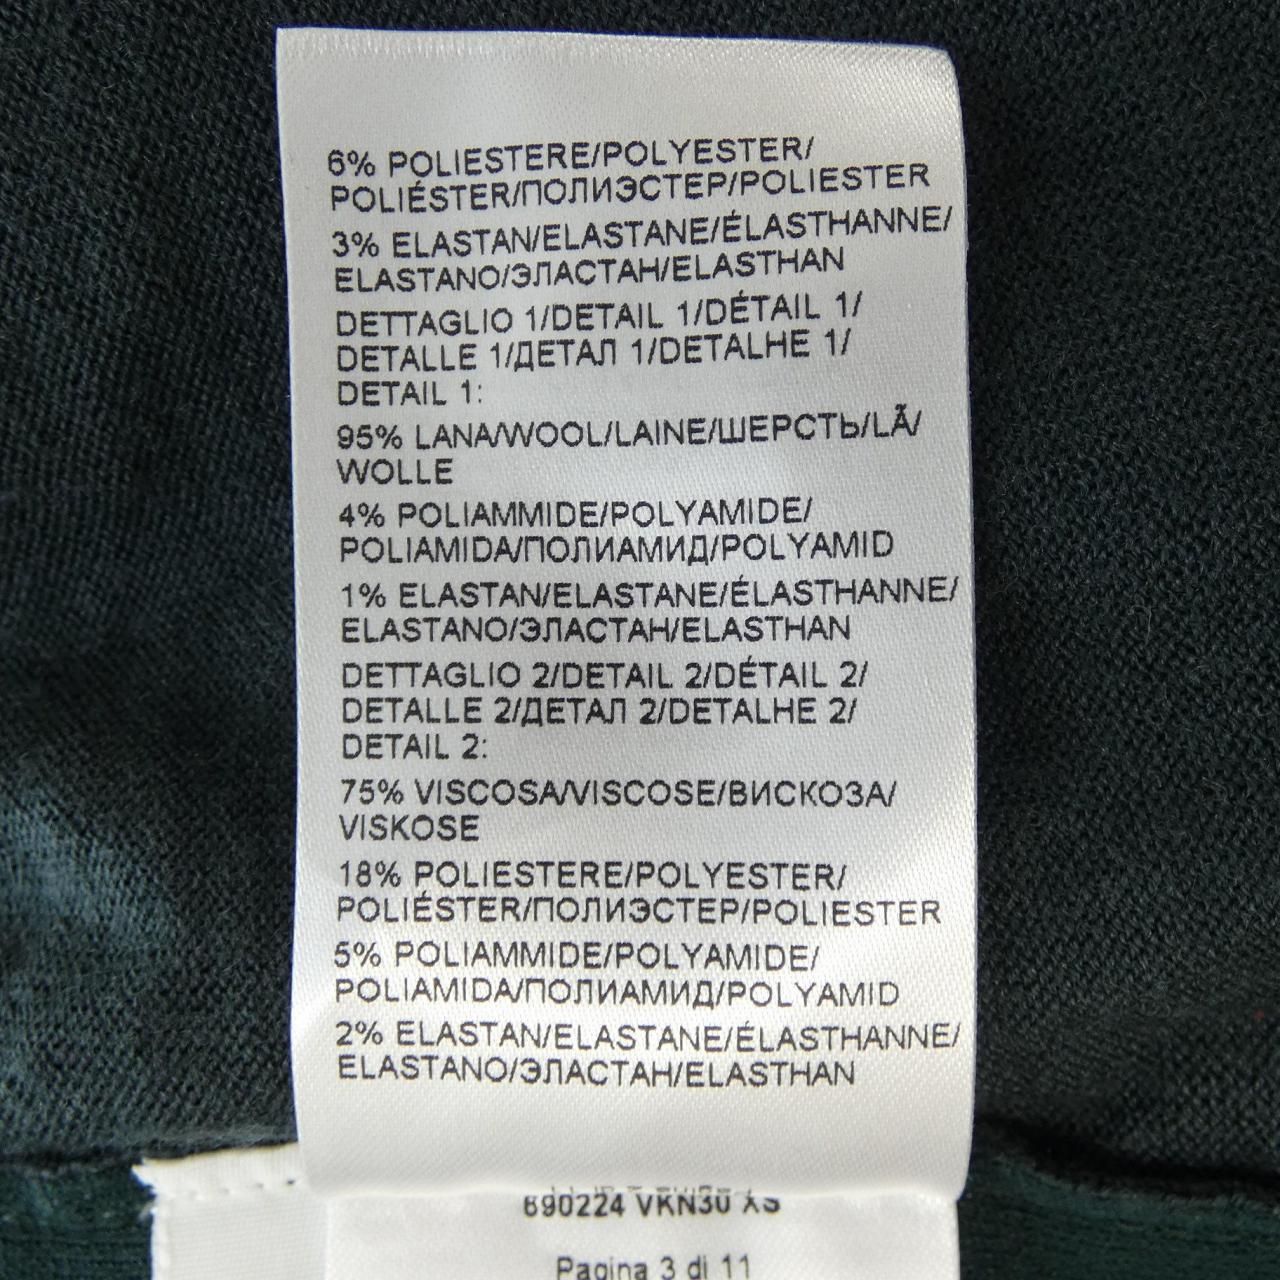 6% POLIESTERE/POLYESTER/
POLIÉSTER/ПОЛИЭСТЕР/POLIESTER
3% ELASTAN/ELASTANE/ÉLASTHANNE/
ELASTANO/ЭЛАСТАН/ELASTHAN
DETTAGLIO 1/DETAIL 1/DÉTAIL 1/
DETALLE 1/ДЕТАЛ 1/DETALHE 1/
DETAIL 1:
95% LANA/WOOL/LAINE/ШЕРСТЬ/LÃ/
WOLLE
4% POLIAMMIDE/POLYAMIDE/
POLIAMIDA/ПОЛИАМИД/POLYAMID
1% ELASTAN/ELASTANE/ÉLASTHANNE/
ELASTANO/ЭЛАСТАН/ELASTHAN
DETTAGLIO 2/DETAIL 2/DÉTAIL 2/
DETALLE 2/ДЕТАЛ 2/DETALHE 2/
DETAIL 2:
75% VISCOSA/VISCOSE/ВИСКОЗА/
VISKOSE
18% POLIESTERE/POLYESTER/
POLIÉSTER/ПОЛИЭСТЕР/POLIESTER
5% POLIAMMIDE/POLYAMIDE/
POLIAMIDA/ПОЛИАМИД/POLYAMID
2% ELASTAN/ELASTANE/ÉLASTHANNE/
ELASTANO/ЭЛАСТАН/ELASTHAN
690224 VKN30 XS
Pagina 3 di 11